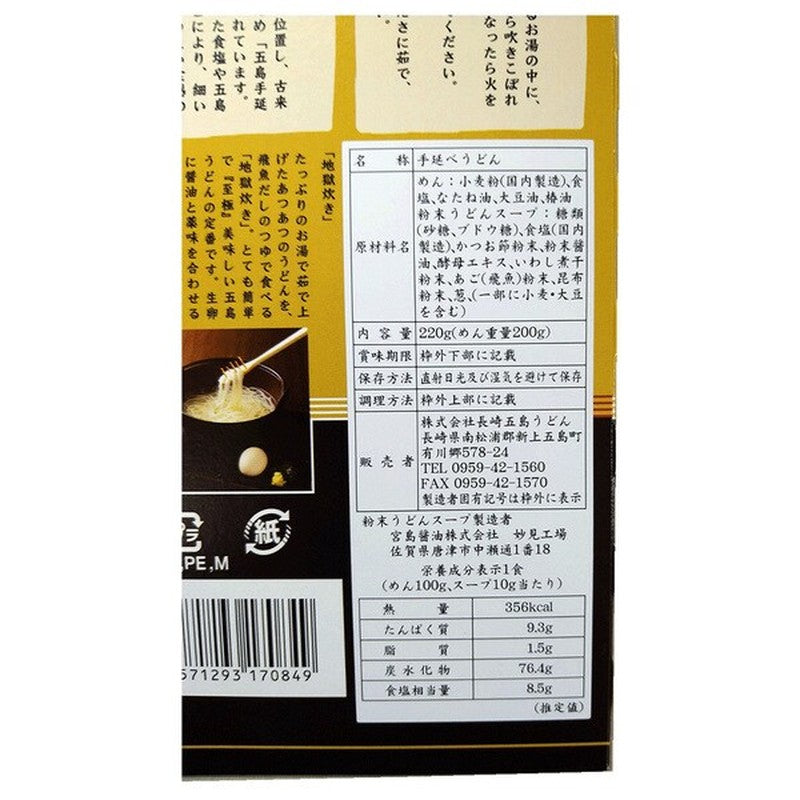 るお湯の中に、
ら吹きこぼれ
なったら火を
ください。
さに茹で、
位置し、古来
め「五島手延
れています。
た食塩や五島
とにより、細い
「地獄炊き」
たっぷりのお湯で茹で上
げたあつあつのうどんを、
飛魚だしのつゆで食べる
「地獄炊き」。とても簡単
で『至極』美味しい五島
うどんの定番です。生卵
に醤油と薬味を合わせる
名称 手延べうどん
原材料名
めん：小麦粉(国内製造)、食
塩、なたね油、大豆油、椿油
粉末うどんスープ：糖類
(砂糖、ブドウ糖)、食塩(国内
製造)、かつお節粉末、粉末醤
油、酵母エキス、いわし煮干
粉末、あご(飛魚)粉末、昆布
粉末、葱、(一部に小麦・大豆
を含む)
内容量 220g(めん重量200g)
賞味期限 枠外下部に記載
保存方法 直射日光及び湿気を避けて保存
調理方法 枠外上部に記載
販売者
株式会社長崎五島うどん
長崎県南松浦郡新上五島町
有川郷578-24
TEL 0959-42-1560
FAX 0959-42-1570
製造者固有記号は枠外に表示
粉末うどんスープ製造者
宮島醤油株式会社 妙見工場
佐賀県唐津市中瀬通1番18
栄養成分表示1食
(めん100g、スープ10g当たり)
熱量 356kcal
たんぱく質 9.3g
脂質 1.5g
炭水化物 76.4g
食塩相当量 8.5g
(推定値)
プラ
紙
,PE,M
571293 170849